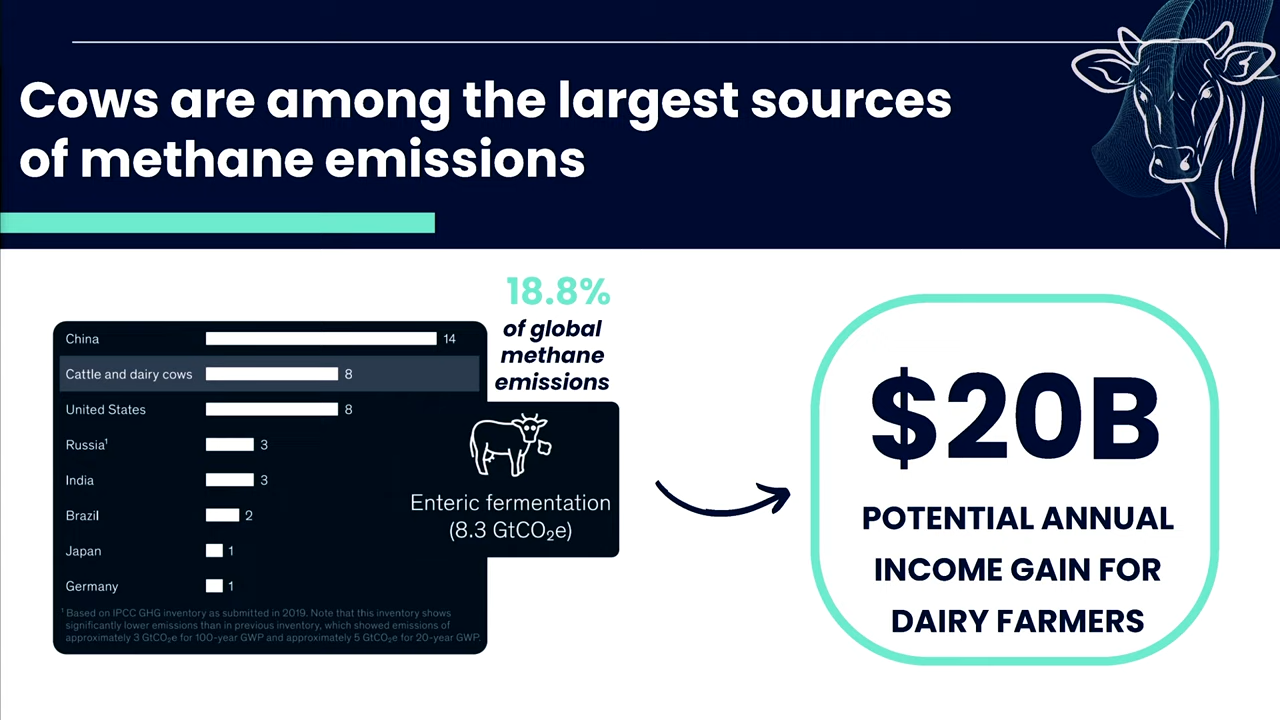 Cows are among the largest sources
of methane emissions
18.8%
of global
methane
emissions
China 14
Cattle and dairy cows 8
United States 8
Russia¹ 3
India 3
Brazil 2
Japan 1
Germany 1
¹ Based on IPCC GHG inventory as submitted in 2019. Note that this inventory shows
significantly lower emissions than in previous inventory, which showed emissions of
approximately 3 GtCO₂e for 100-year GWP and approximately 5 GtCO₂e for 20-year GWP.
Enteric fermentation
(8.3 GtCO₂e)
$20B
POTENTIAL ANNUAL
INCOME GAIN FOR
DAIRY FARMERS